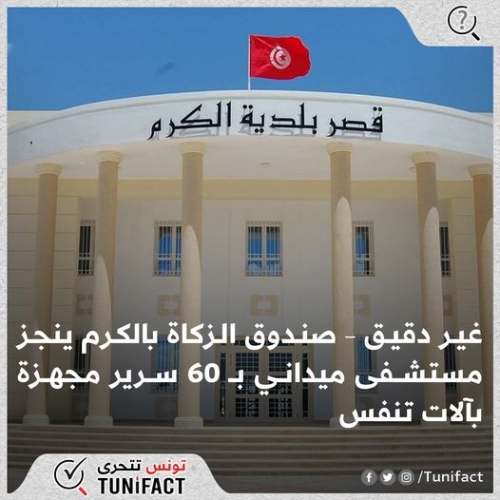 قصر بلدية الكرم
غير دقيق - صندوق الزكاة بالكرم ينجز
مستشفى ميداني بـ 60 سرير مجهزة
بآلات تنفس
تونس تتحرى
TUNIFACT
/Tunifact